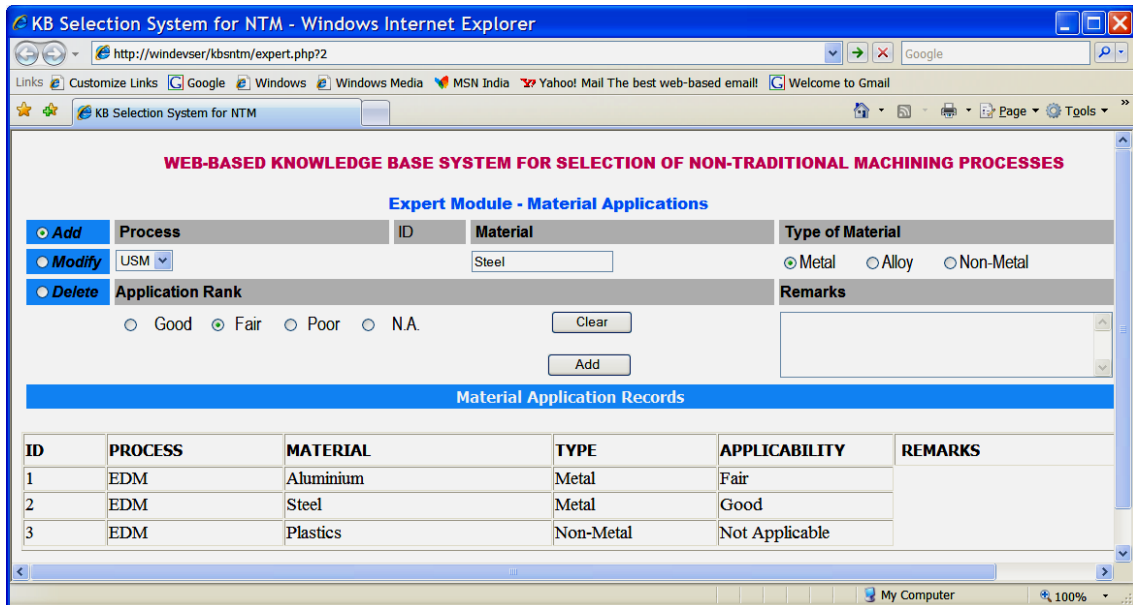 KB Selection System for NTM - Windows Internet Explorer
http://windevser/kbsntm/expert.php?2
Google
Links Customize Links Google Windows Windows Media MSN India Yahoo! Mail The best web-based email! Welcome to Gmail
KB Selection System for NTM
Page Tools »
WEB-BASED KNOWLEDGE BASE SYSTEM FOR SELECTION OF NON-TRADITIONAL MACHINING PROCESSES
Expert Module - Material Applications
Add Process ID Material Type of Material
Modify USM Steel Metal Alloy Non-Metal
Delete Application Rank Remarks
Good Fair Poor N.A. Clear
Add
Material Application Records
ID PROCESS MATERIAL TYPE APPLICABILITY REMARKS
1 EDM Aluminium Metal Fair
2 EDM Steel Metal Good
3 EDM Plastics Non-Metal Not Applicable
My Computer 100%